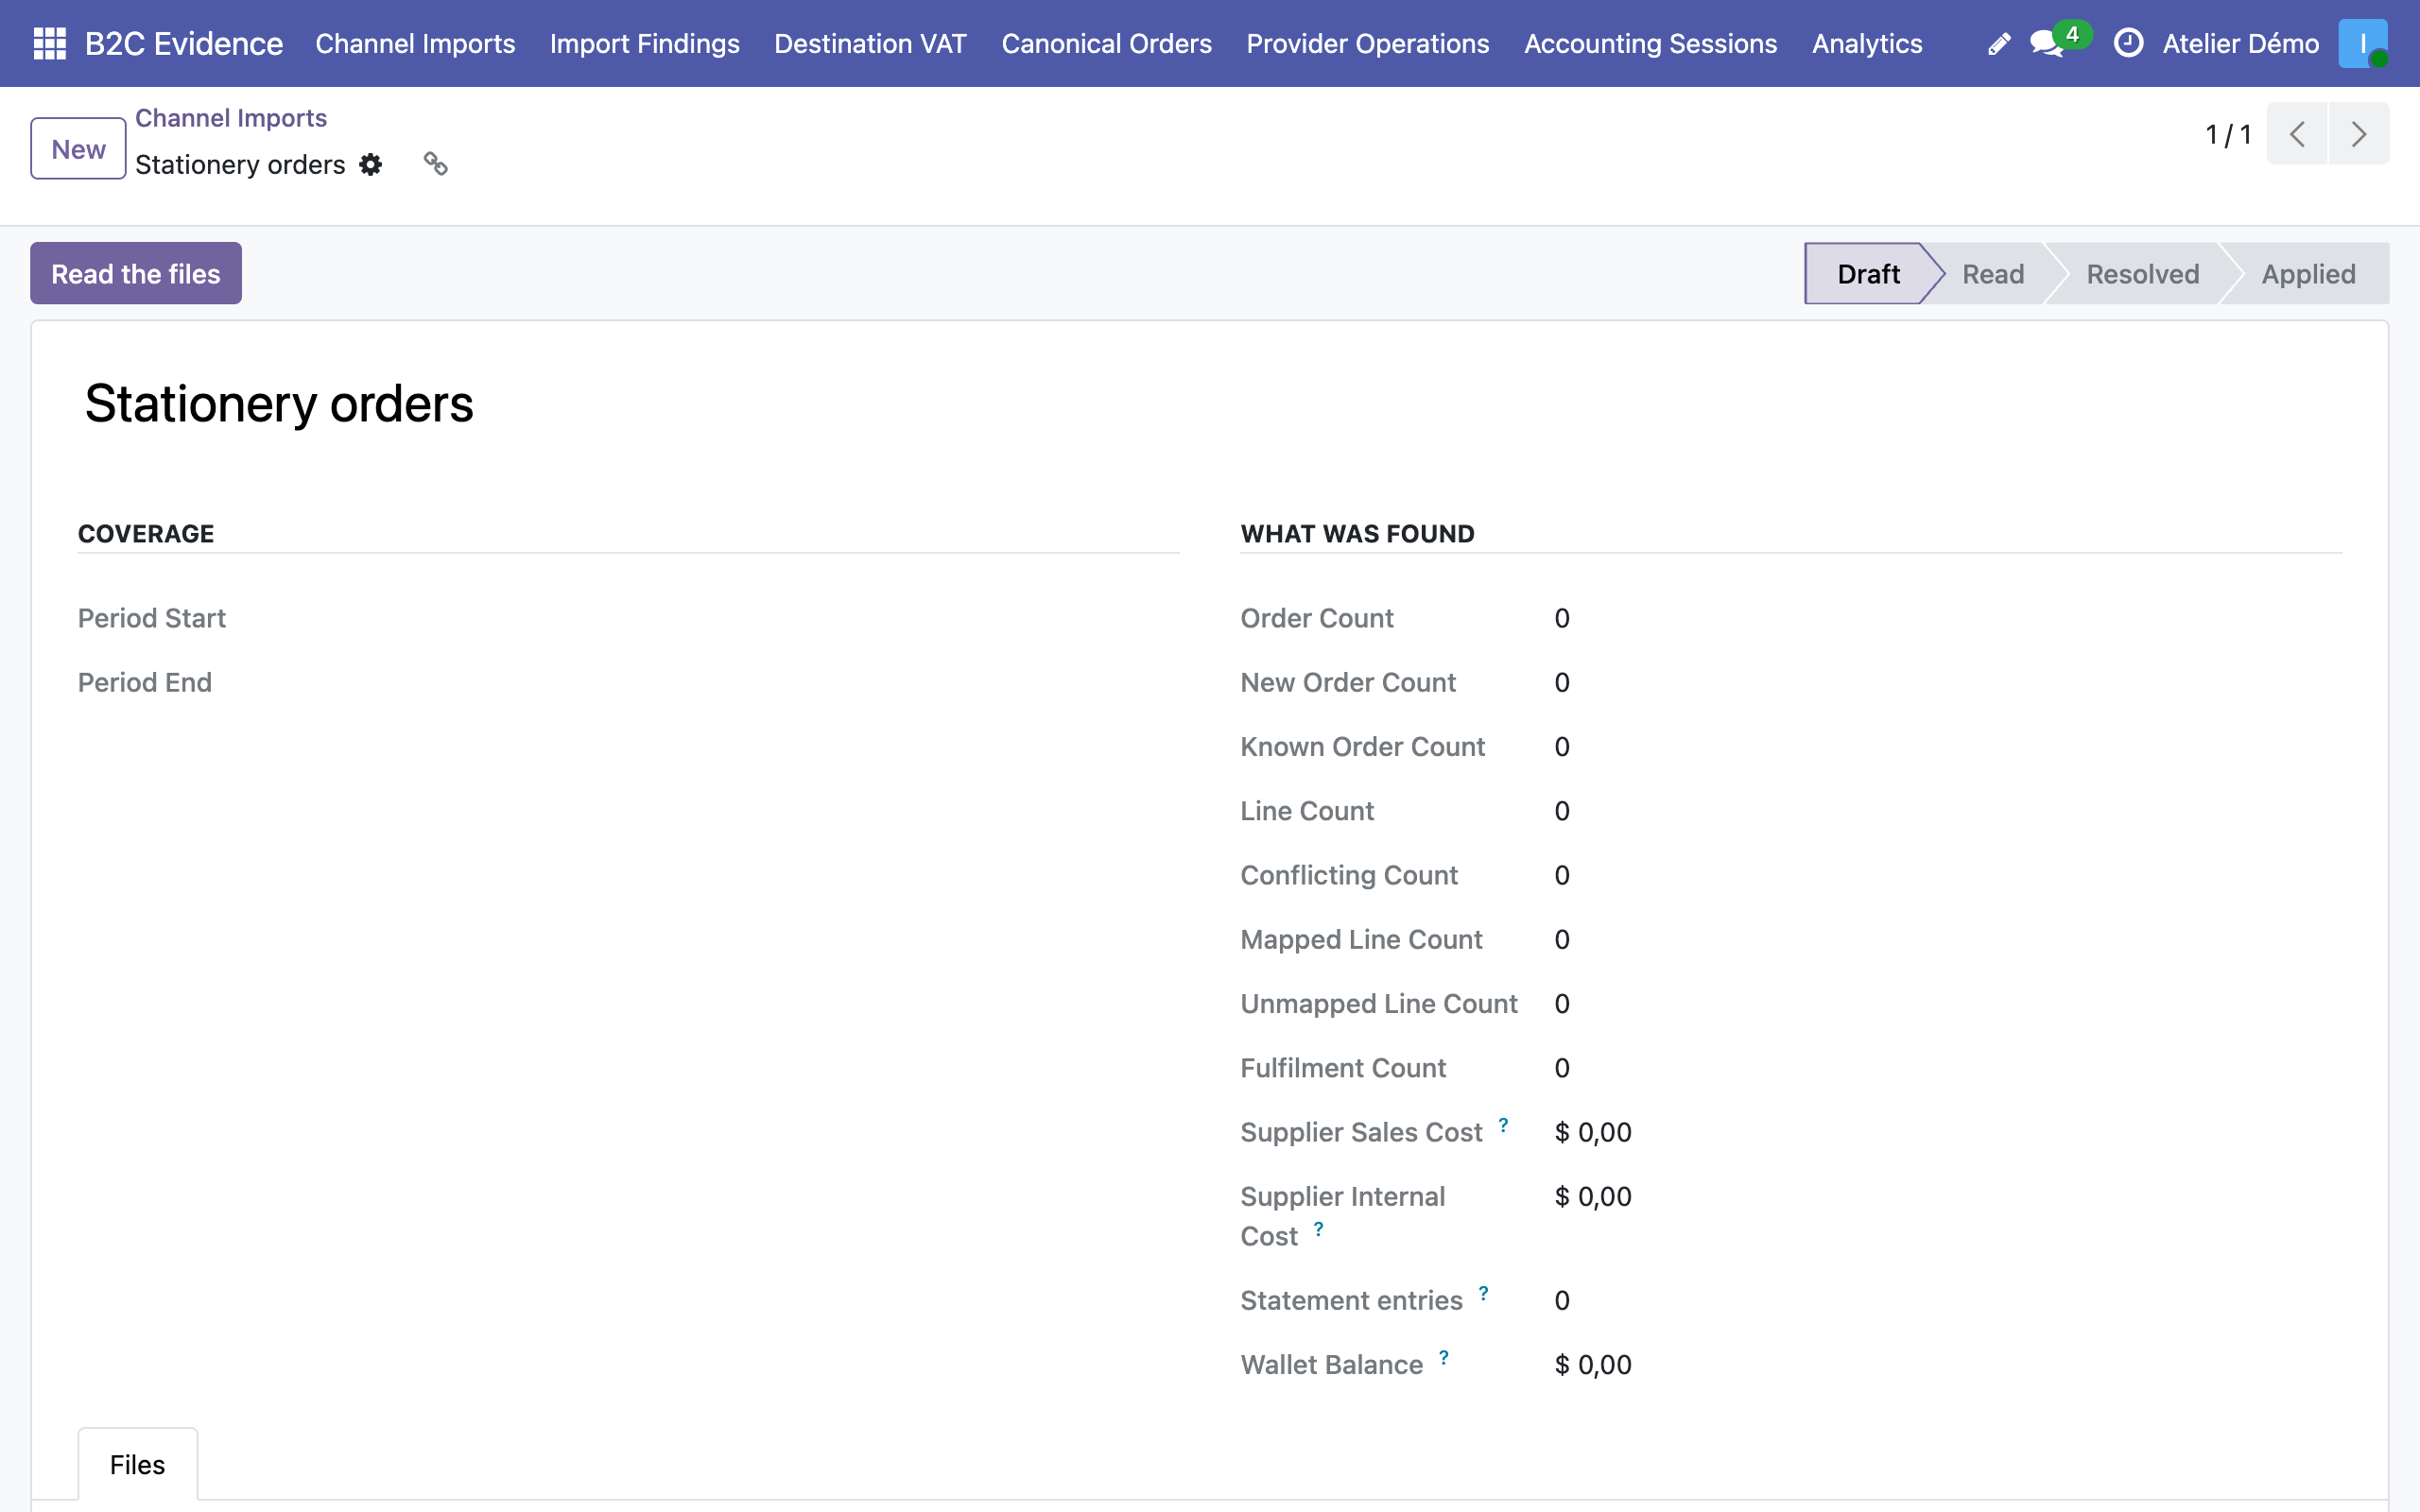 B2C Evidence Channel Imports Import Findings Destination VAT Canonical Orders Provider Operations Accounting Sessions Analytics 4 Atelier Démo I
New
Channel Imports
Stationery orders
1 / 1
Read the files
Draft Read Resolved Applied
Stationery orders
COVERAGE
Period Start
Period End
WHAT WAS FOUND
Order Count 0
New Order Count 0
Known Order Count 0
Line Count 0
Conflicting Count 0
Mapped Line Count 0
Unmapped Line Count 0
Fulfilment Count 0
Supplier Sales Cost ? $ 0,00
Supplier Internal $ 0,00
Cost ?
Statement entries ? 0
Wallet Balance ? $ 0,00
Files